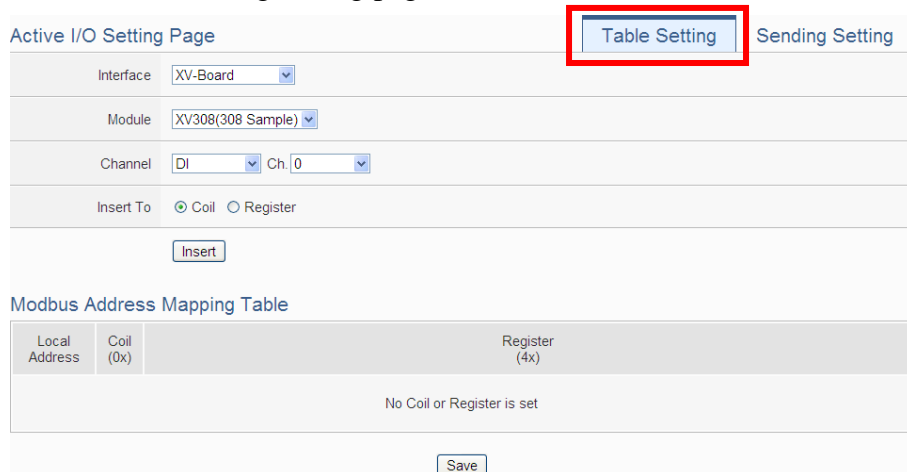 Active I/O Setting Page Table Setting Sending Setting
Interface XV-Board
Module XV308(308 Sample)
Channel DI Ch. 0
Insert To Coil Register
Insert
Modbus Address Mapping Table
Local Address Coil (0x) Register (4x)
No Coil or Register is set
Save